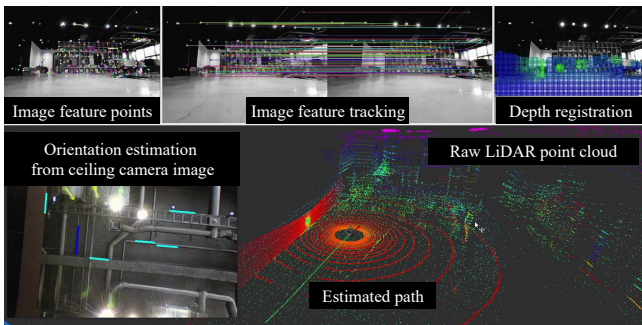 Image feature points
Image feature tracking
Depth registration
Orientation estimation
from ceiling camera image
Raw LiDAR point cloud
Estimated path